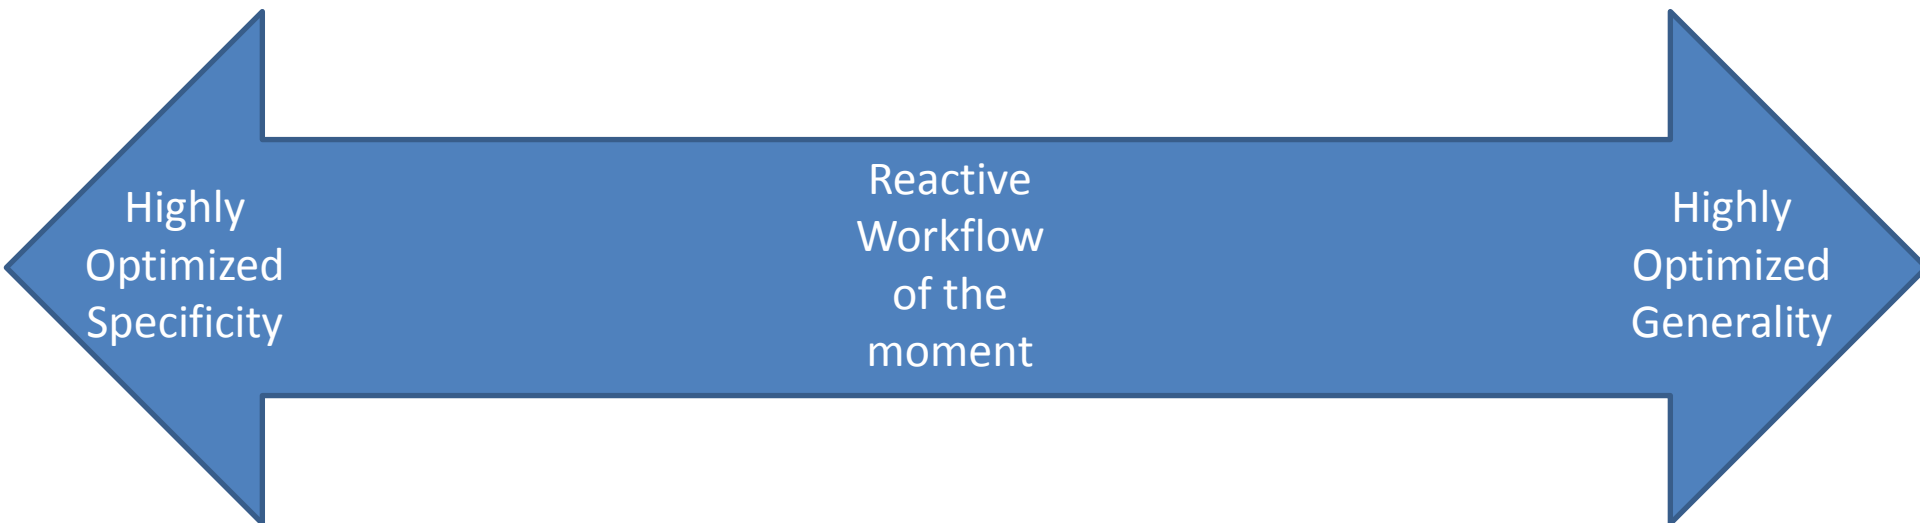 Highly
Optimized
Specificity
Reactive
Workflow
of the
moment
Highly
Optimized
Generality